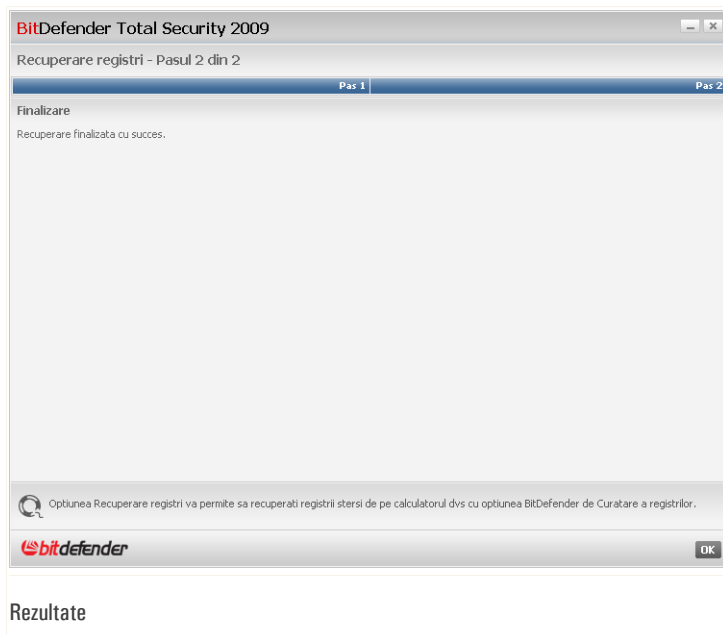 BitDefender Total Security 2009
Recuperare registri - Pasul 2 din 2
Pas 1
Pas 2
Finalizare
Recuperare finalizata cu succes.
Optiunea Recuperare registri va permite sa recuperati registrii stersi de pe calculatorul dvs cu optiunea BitDefender de Curatare a registrilor.
bitdefender
OK
Rezultate